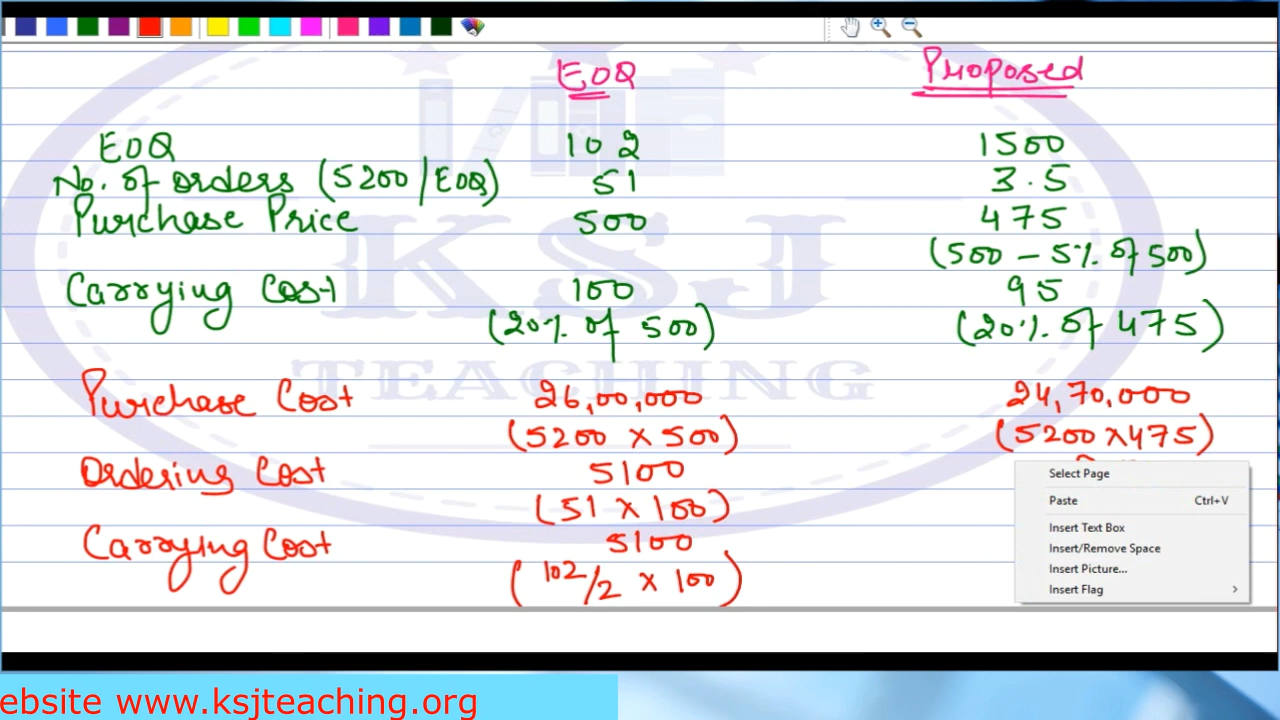 EOQ Proposed
EOQ 102 1500
No. of orders (5200/EOQ) 51 3.5
Purchase Price 500 475
(500 - 5% of 500)
Carrying Cost 100 95
(20% of 500) (20% of 475)
Purchase Cost 26,00,000 24,70,000
(5200 x 500) (5200 x 475)
Ordering Cost 5100
(51 x 100)
Carrying Cost 5100
(102/2 x 100)
KSJ
TEACHING
Select Page
Paste Ctrl+V
Insert Text Box
Insert/Remove Space
Insert Picture...
Insert Flag
ebsite www.ksjteaching.org